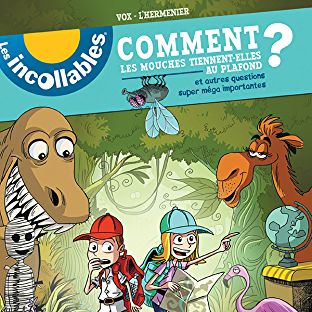 VOX - L'HERMENIER
Les
incollables
COMMENT
LES MOUCHES TIENNENT-ELLES
AU PLAFOND
?
et autres questions
super méga importantes